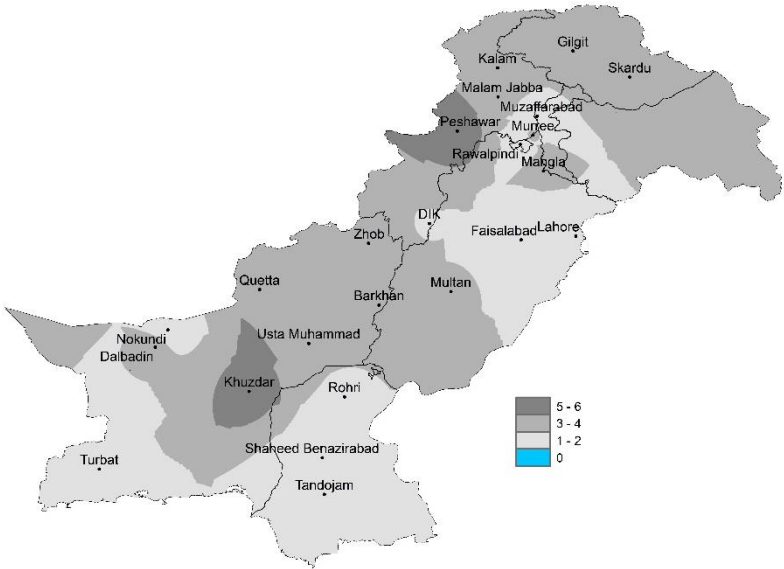 Gilgit
Kalam
Skardu
Malam Jabba
Muzaffarabad
Peshawar
Murree
Rawalpindi
Mangla
DIK
Lahore
Faisalabad
Zhob
Quetta
Multan
Barkhan
Usta Muhammad
Nokundi
Dalbadin
Khuzdar
Rohri
5 - 6
3 - 4
1 - 2
0
Shaheed Benazirabad
Turbat
Tandojam